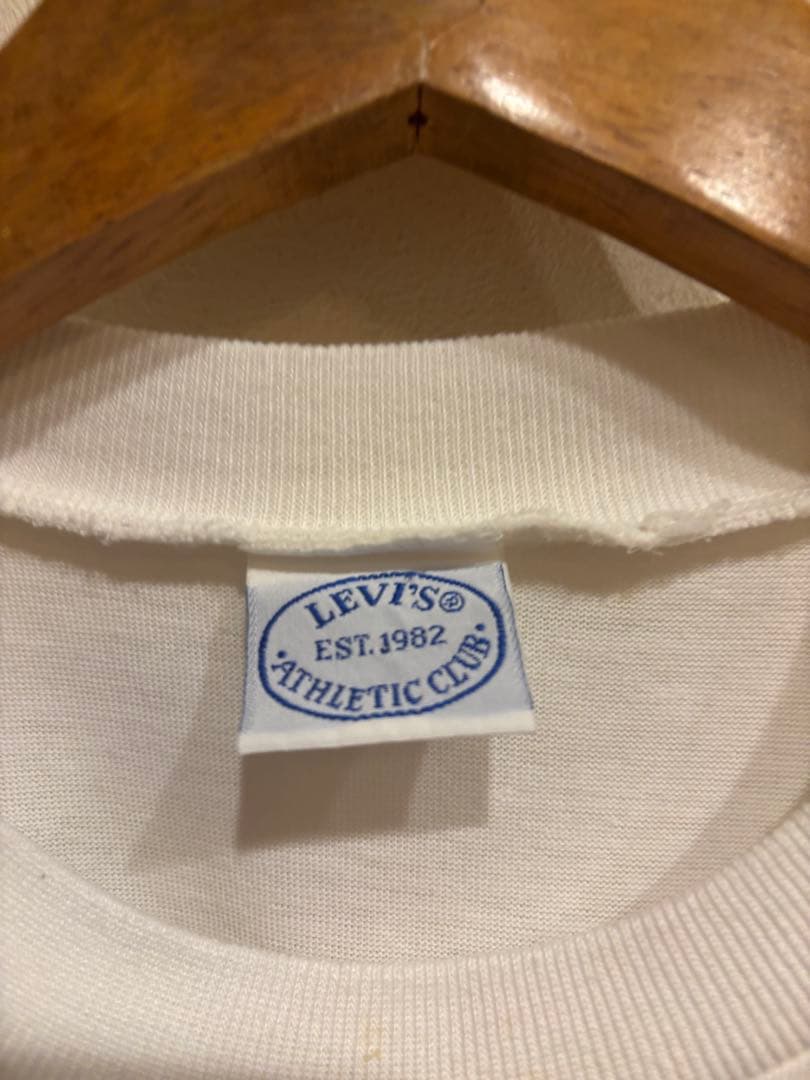 LEVI'S®
EST. 1982
·ATHLETIC CLUB·